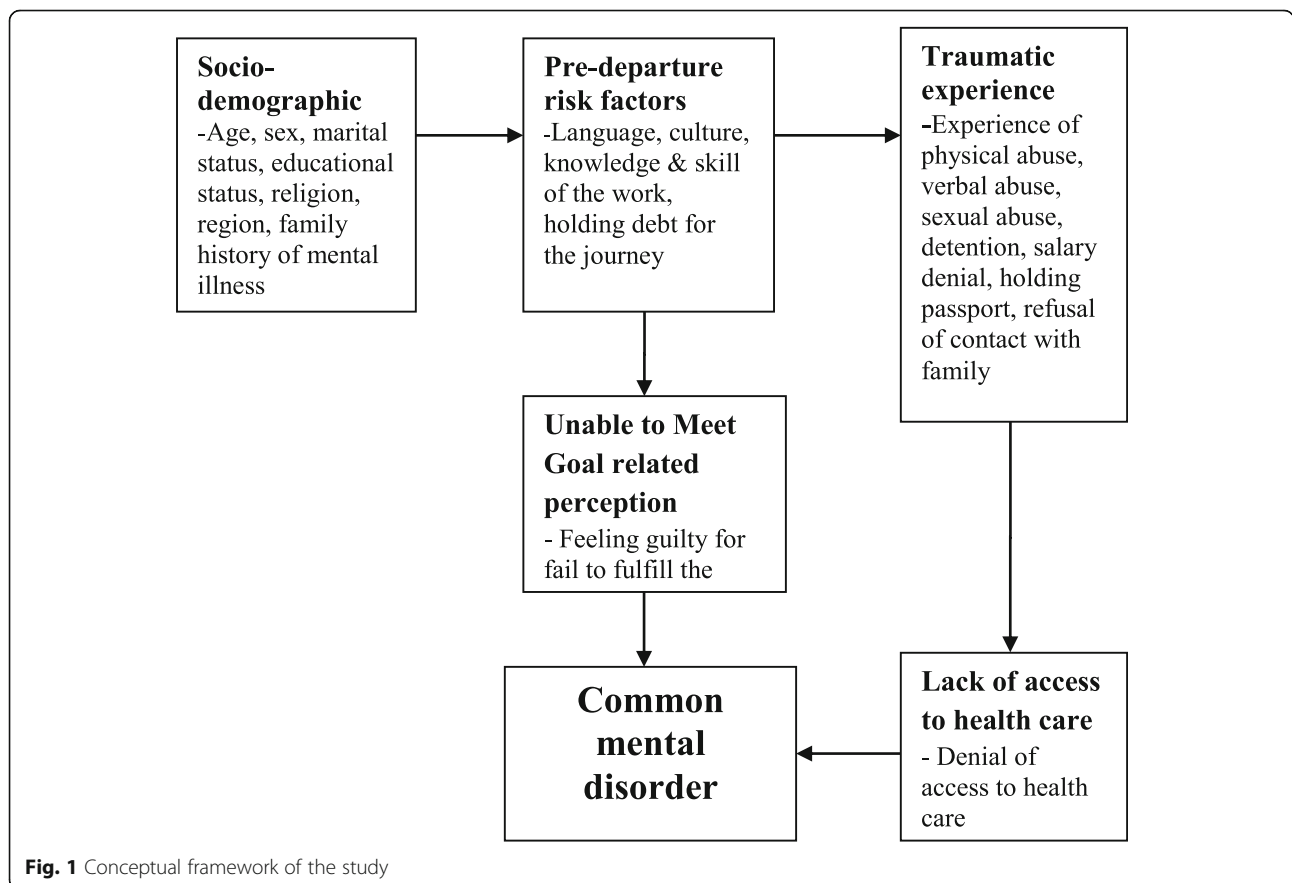 Socio-
demographic
-Age, sex, marital
status, educational
status, religion,
region, family
history of mental
illness
Pre-departure
risk factors
-Language, culture,
knowledge & skill
of the work,
holding debt for
the journey
Traumatic
experience
-Experience of
physical abuse,
verbal abuse,
sexual abuse,
detention, salary
denial, holding
passport, refusal
of contact with
family
Unable to Meet
Goal related
perception
- Feeling guilty for
fail to fulfill the
Common
mental
disorder
Lack of access
to health care
- Denial of
access to health
care
Fig. 1 Conceptual framework of the study